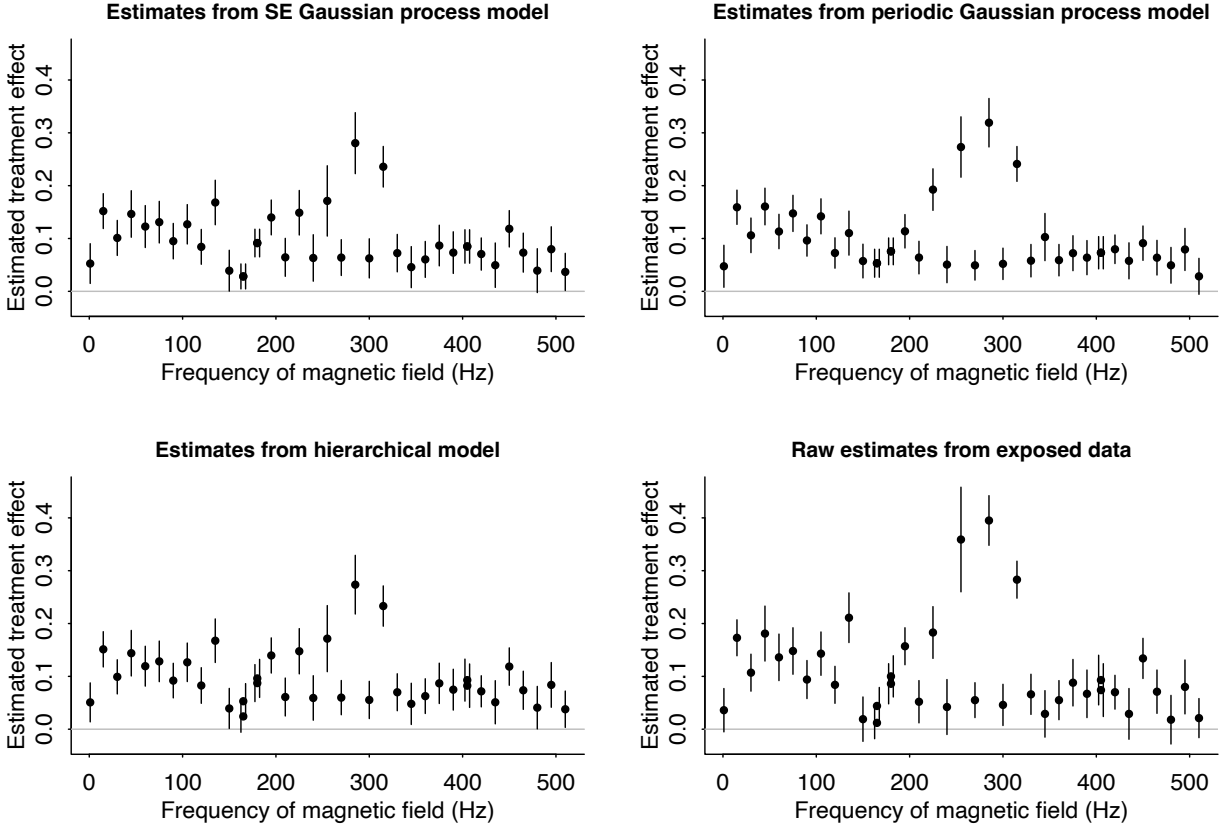 Estimates from SE Gaussian process model
Estimated treatment effect
0.0 0.1 0.2 0.3 0.4
0 100 200 300 400 500
Frequency of magnetic field (Hz)
Estimates from periodic Gaussian process model
Estimated treatment effect
0.0 0.1 0.2 0.3 0.4
0 100 200 300 400 500
Frequency of magnetic field (Hz)
Estimates from hierarchical model
Estimated treatment effect
0.0 0.1 0.2 0.3 0.4
0 100 200 300 400 500
Frequency of magnetic field (Hz)
Raw estimates from exposed data
Estimated treatment effect
0.0 0.1 0.2 0.3 0.4
0 100 200 300 400 500
Frequency of magnetic field (Hz)